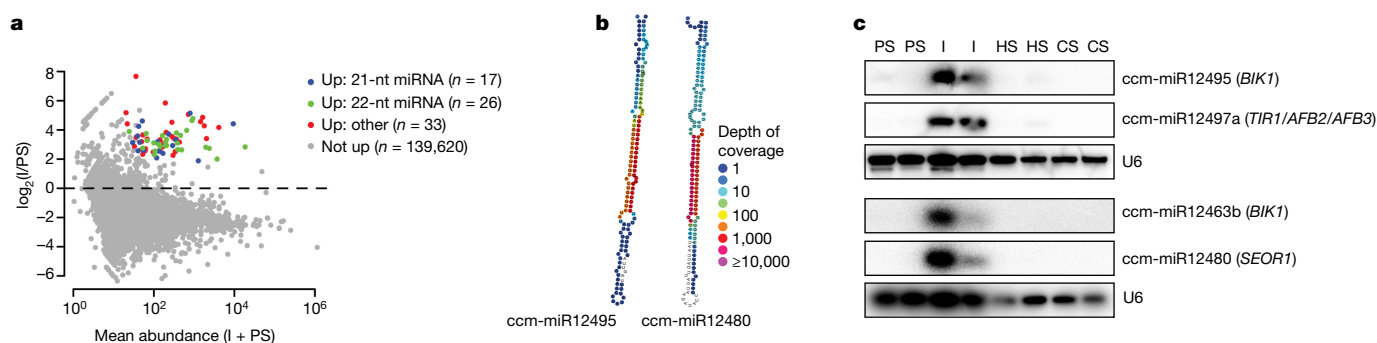 a
log2(I/PS)
8
6
4
2
0
−2
−4
−6
10^0
10^2
10^4
10^6
Mean abundance (I + PS)
Up: 21-nt miRNA (n = 17)
Up: 22-nt miRNA (n = 26)
Up: other (n = 33)
Not up (n = 139,620)
b
Depth of
coverage
1
10
100
1,000
≥10,000
ccm-miR12495
ccm-miR12480
c
PS PS I I HS HS CS CS
ccm-miR12495 (BIK1)
ccm-miR12497a (TIR1/AFB2/AFB3)
U6
ccm-miR12463b (BIK1)
ccm-miR12480 (SEOR1)
U6